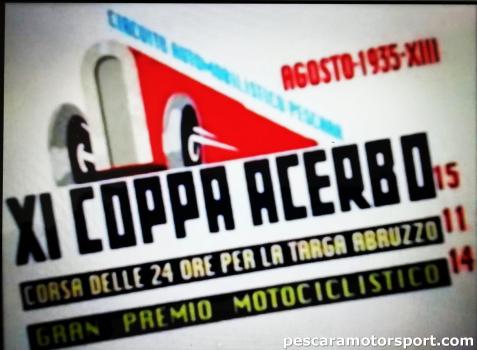 CIRCUITO AUTOMOBILISTICO PESCARA
AGOSTO-1935-XIII
XI COPPA ACERBO 15
CORSA DELLE 24 ORE PER LA TARGA ABRUZZO 11
GRAN PREMIO MOTOCICLISTICO 14
pescaramotorsport.com